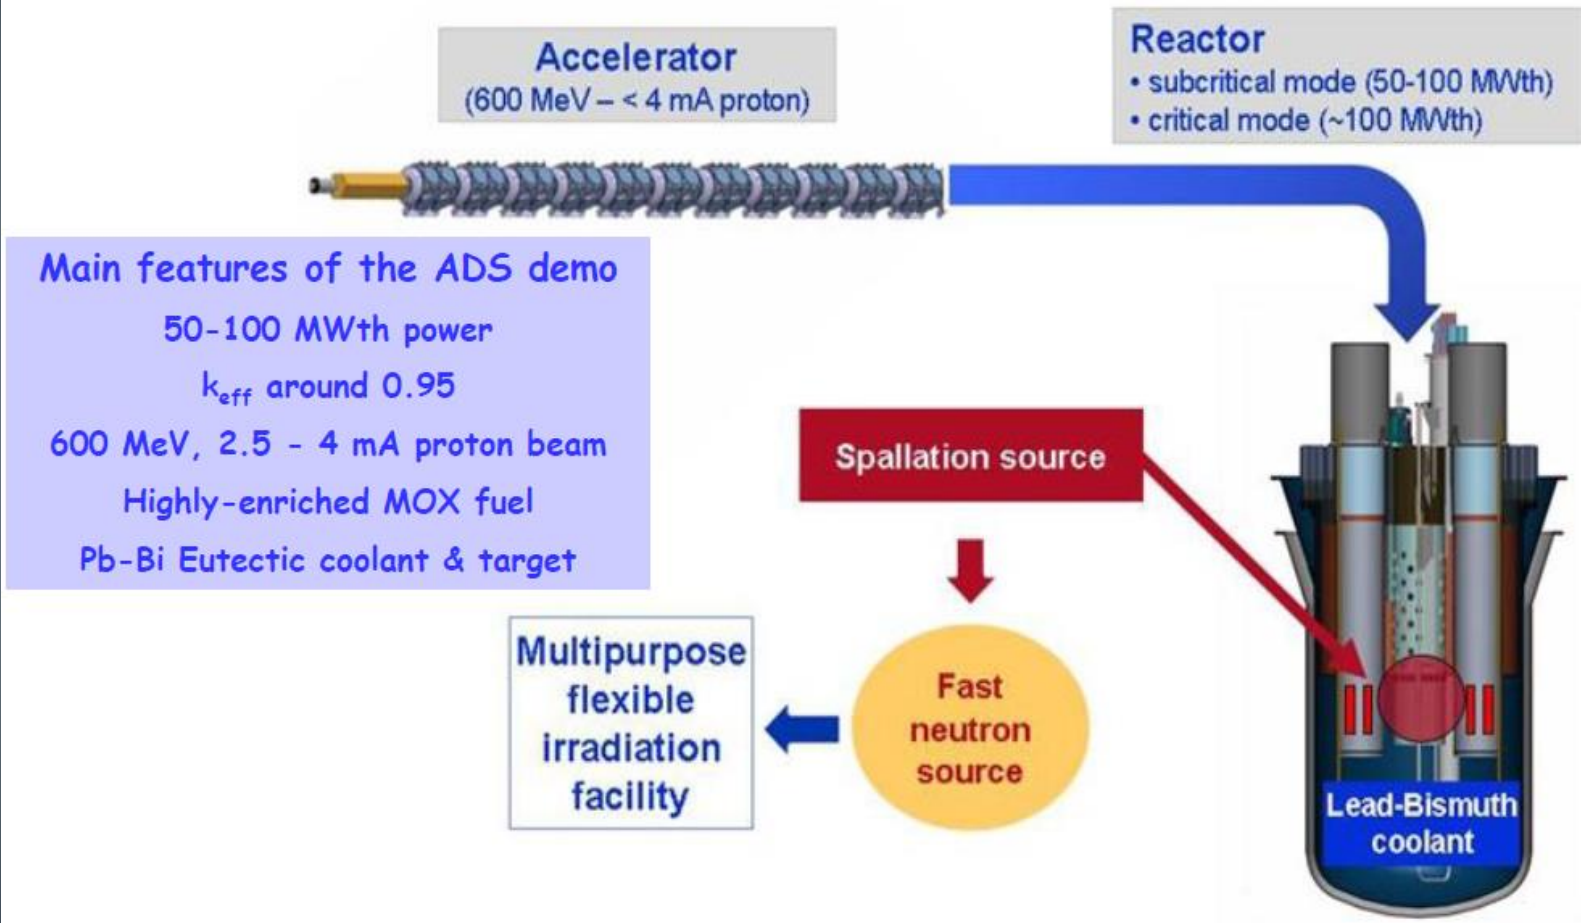 Accelerator
(600 MeV – < 4 mA proton)
Reactor
• subcritical mode (50-100 MWth)
• critical mode (~100 MWth)
Main features of the ADS demo
50-100 MWth power
keff around 0.95
600 MeV, 2.5 - 4 mA proton beam
Highly-enriched MOX fuel
Pb-Bi Eutectic coolant & target
Spallation source
Multipurpose
flexible
irradiation
facility
Fast
neutron
source
Lead-Bismuth
coolant